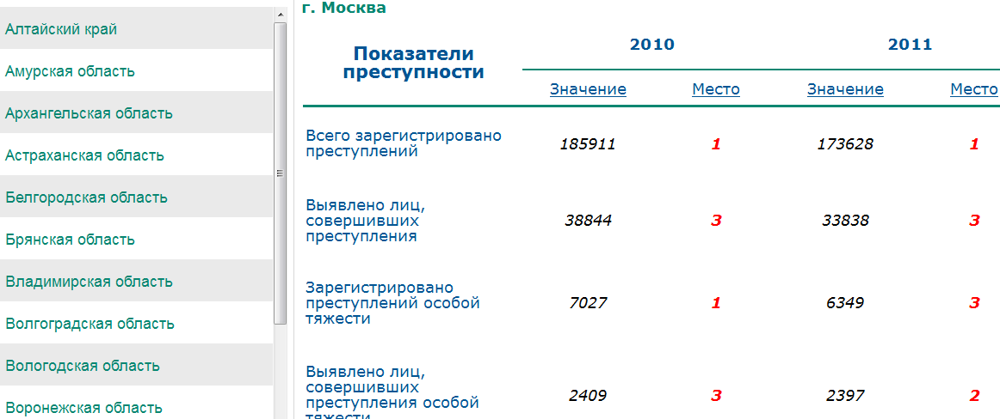 Алтайский край
Амурская область
Архангельская область
Астраханская область
Белгородская область
Брянская область
Владимирская область
Волгоградская область
Вологодская область
Воронежская область
г. Москва
Показатели
преступности
2010
2011
Значение
Место
Значение
Место
Всего зарегистрировано
преступлений
185911
1
173628
1
Выявлено лиц,
совершивших
преступления
38844
3
33838
3
Зарегистрировано
преступлений особой
тяжести
7027
1
6349
3
Выявлено лиц,
совершивших
преступления особой
тяжести
2409
3
2397
2